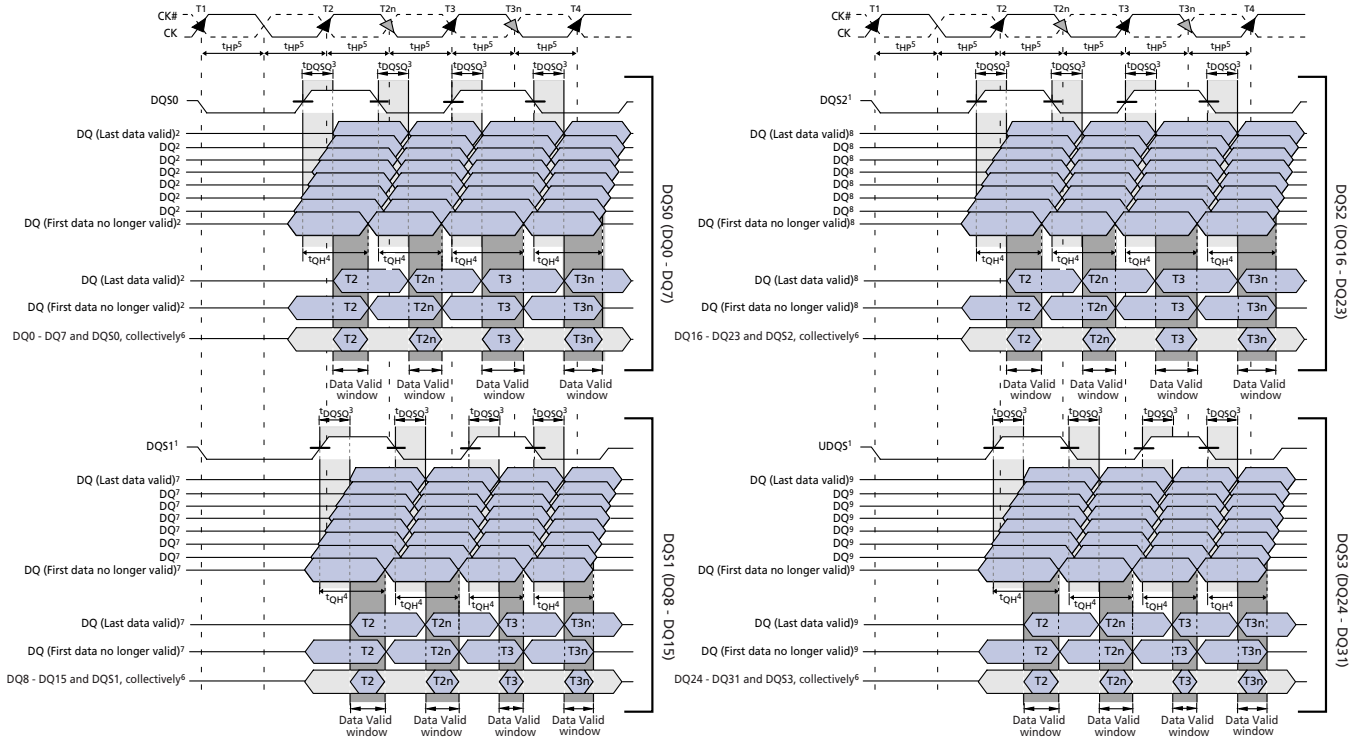 CK#
CK
T1
T2
T2n
T3
T3n
T4
tHP5
tHP5
tHP5
tHP5
tHP5
tHP5
tDQSQ3
tDQSQ3
tDQSQ3
tDQSQ3
DQS0
DQ (Last data valid)2
DQ2
DQ2
DQ2
DQ2
DQ2
DQ2
DQ (First data no longer valid)2
tQH4
tQH4
tQH4
tQH4
DQ (Last data valid)2
T2
T2n
T3
T3n
DQ (First data no longer valid)2
T2
T2n
T3
T3n
DQ0 - DQ7 and DQS0, collectively6
T2
T2n
T3
T3n
Data Valid window
Data Valid window
Data Valid window
Data Valid window
DQS0 (DQ0 - DQ7)
tDQSQ3
tDQSQ3
tDQSQ3
tDQSQ3
DQS11
DQ (Last data valid)7
DQ7
DQ7
DQ7
DQ7
DQ7
DQ7
DQ (First data no longer valid)7
tQH4
tQH4
tQH4
tQH4
DQ (Last data valid)7
T2
T2n
T3
T3n
DQ (First data no longer valid)7
T2
T2n
T3
T3n
DQ8 - DQ15 and DQS1, collectively6
T2
T2n
T3
T3n
Data Valid window
Data Valid window
Data Valid window
Data Valid window
DQS1 (DQ8 - DQ15)
CK#
CK
T1
T2
T2n
T3
T3n
T4
tHP5
tHP5
tHP5
tHP5
tHP5
tHP5
tDQSQ3
tDQSQ3
tDQSQ3
tDQSQ3
DQS21
DQ (Last data valid)8
DQ8
DQ8
DQ8
DQ8
DQ8
DQ8
DQ (First data no longer valid)8
tQH4
tQH4
tQH4
tQH4
DQ (Last data valid)8
T2
T2n
T3
T3n
DQ (First data no longer valid)8
T2
T2n
T3
T3n
DQ16 - DQ23 and DQS2, collectively6
T2
T2n
T3
T3n
Data Valid window
Data Valid window
Data Valid window
Data Valid window
DQS2 (DQ16 - DQ23)
tDQSQ3
tDQSQ3
tDQSQ3
tDQSQ3
UDQS1
DQ (Last data valid)9
DQ9
DQ9
DQ9
DQ9
DQ9
DQ9
DQ (First data no longer valid)9
tQH4
tQH4
tQH4
tQH4
DQ (Last data valid)9
T2
T2n
T3
T3n
DQ (First data no longer valid)9
T2
T2n
T3
T3n
DQ24 - DQ31 and DQS3, collectively6
T2
T2n
T3
T3n
Data Valid window
Data Valid window
Data Valid window
Data Valid window
DQS3 (DQ24 - DQ31)